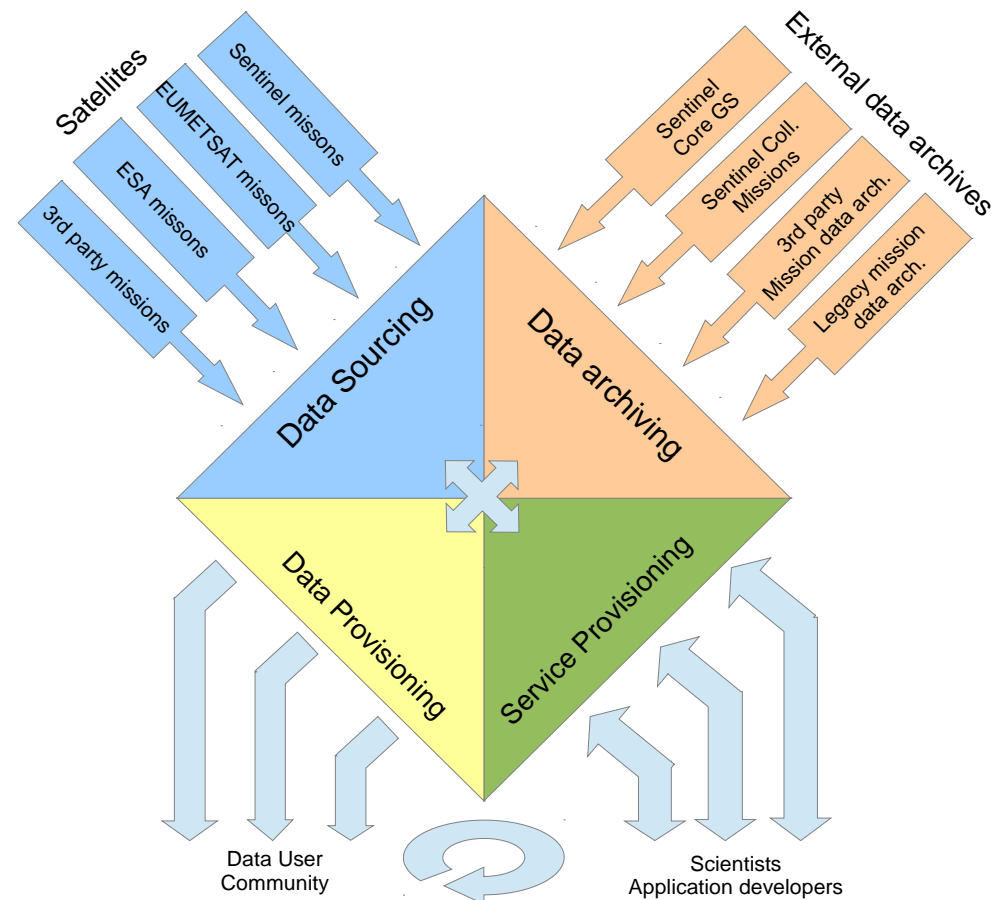 Satellites
Sentinel missons
EUMETSAT missons
ESA missons
3rd party missions
External data archives
Sentinel
Core GS
Sentinel Coll.
Missions
3rd party
Mission data arch.
Legacy mission
data arch.
Data Sourcing
Data archiving
Data Provisioning
Service Provisioning
Data User
Community
Scientists
Application developers